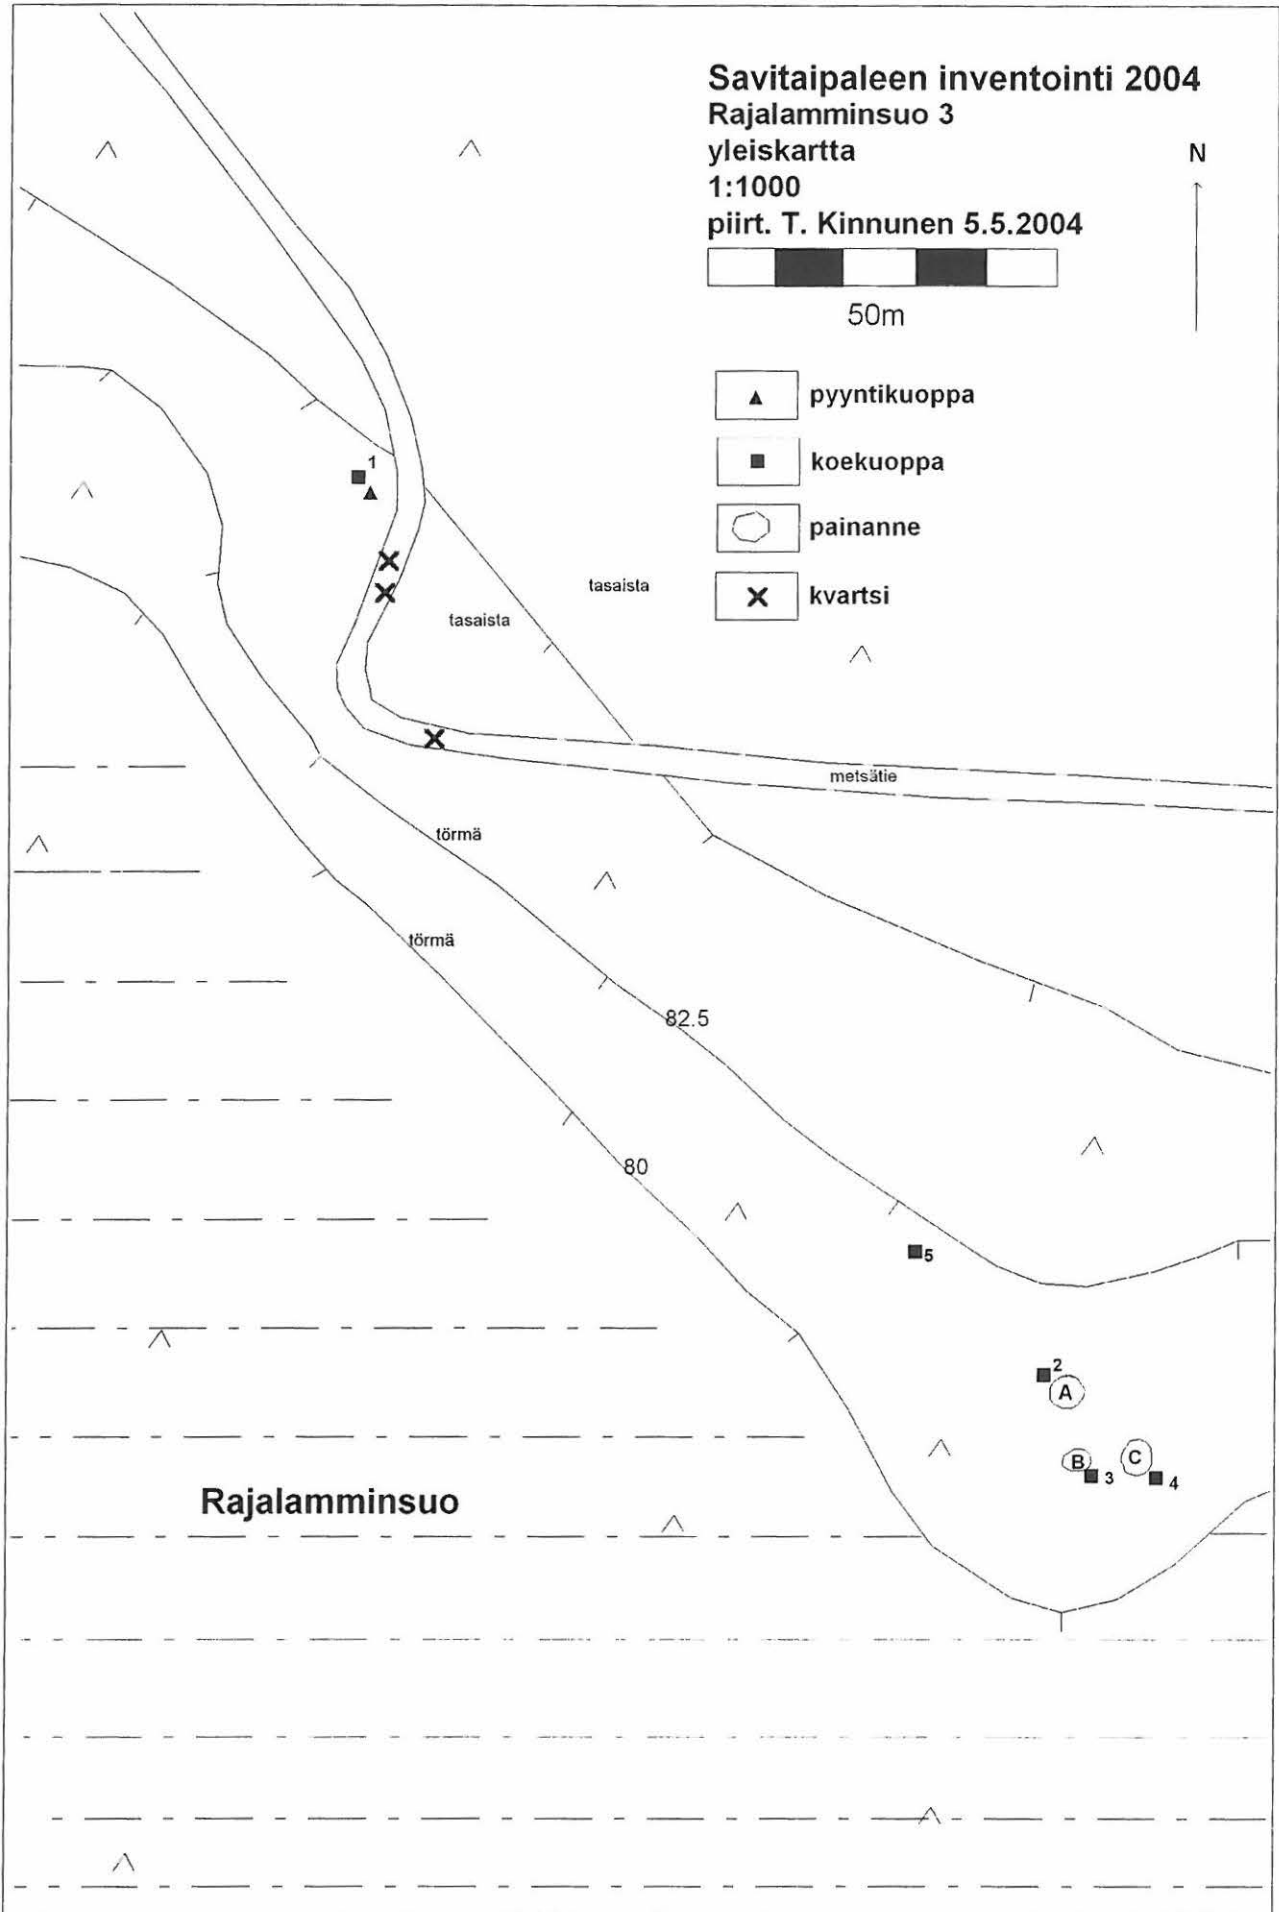 Savitaipaleen inventointi 2004
Rajalamminsuo 3
yleiskartta
1:1000
piirt. T. Kinnunen 5.5.2004
50m
N
pyyntikuoppa
koekuoppa
painanne
kvartsi
1
tasaista
tasaista
metsätie
törmä
törmä
82.5
80
5
2
A
B
C
3
4
Rajalamminsuo